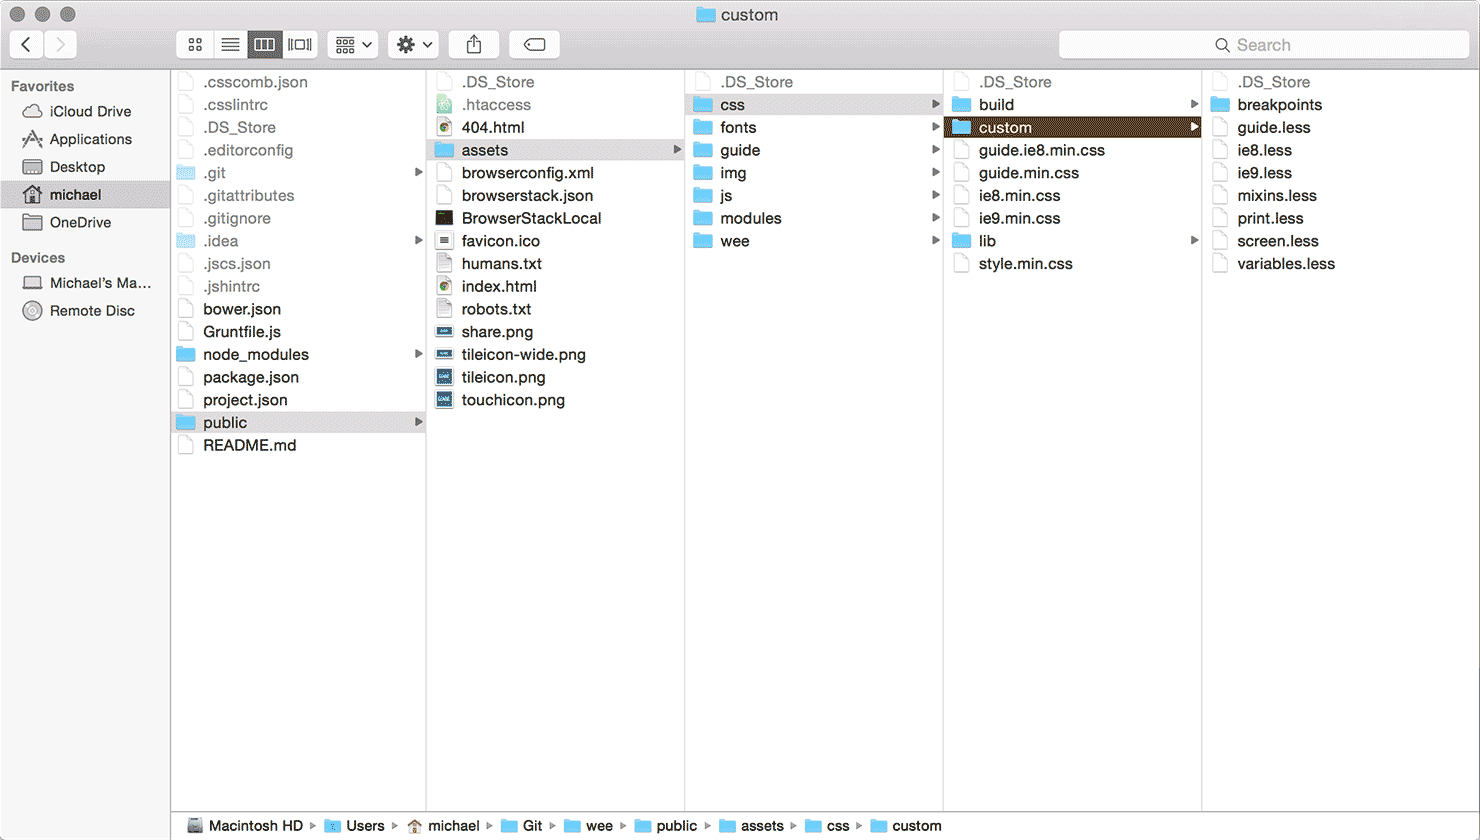 custom
Search
Favorites
iCloud Drive
Applications
Desktop
michael
OneDrive
Devices
Michael's Ma...
Remote Disc
.csscomb.json
.csslintrc
.DS_Store
.editorconfig
.git
.gitattributes
.gitignore
.idea
.jscs.json
.jshintrc
bower.json
Gruntfile.js
node_modules
package.json
project.json
public
README.md
.DS_Store
.htaccess
404.html
assets
browserconfig.xml
browserstack.json
BrowserStackLocal
favicon.ico
humans.txt
index.html
robots.txt
share.png
tileicon-wide.png
tileicon.png
touchicon.png
.DS_Store
css
fonts
guide
img
js
modules
wee
.DS_Store
build
custom
guide.ie8.min.css
guide.min.css
ie8.min.css
ie9.min.css
lib
style.min.css
.DS_Store
breakpoints
guide.less
ie8.less
ie9.less
mixins.less
print.less
screen.less
variables.less
Macintosh HD ▸ Users ▸ michael ▸ Git ▸ wee ▸ public ▸ assets ▸ css ▸ custom